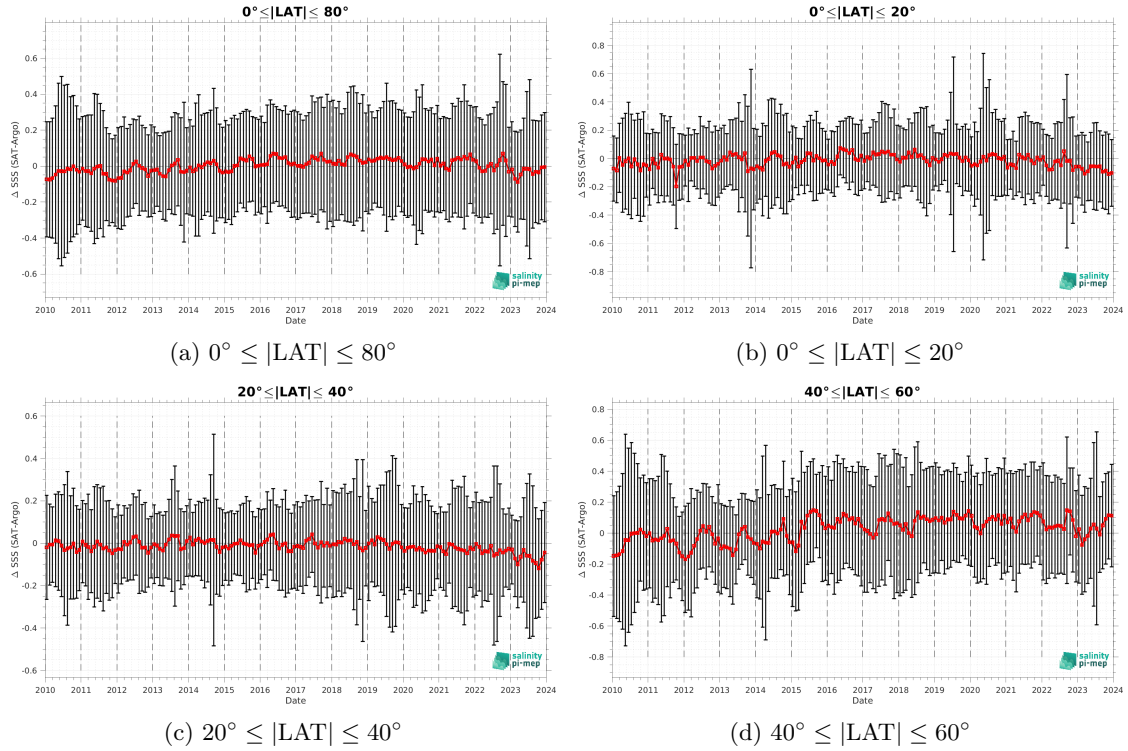 0°≤|LAT|≤ 80°
Δ SSS (SAT-Argo)
0.6
0.4
0.2
0
-0.2
-0.4
-0.6
2010 2011 2012 2013 2014 2015 2016 2017 2018 2019 2020 2021 2022 2023 2024
Date
salinity
pi-mep
(a) 0° ≤ |LAT| ≤ 80°
0°≤|LAT|≤ 20°
Δ SSS (SAT-Argo)
0.8
0.6
0.4
0.2
0
-0.2
-0.4
-0.6
-0.8
2010 2011 2012 2013 2014 2015 2016 2017 2018 2019 2020 2021 2022 2023 2024
Date
salinity
pi-mep
(b) 0° ≤ |LAT| ≤ 20°
20°≤|LAT|≤ 40°
Δ SSS (SAT-Argo)
0.6
0.4
0.2
0
-0.2
-0.4
-0.6
2010 2011 2012 2013 2014 2015 2016 2017 2018 2019 2020 2021 2022 2023 2024
Date
salinity
pi-mep
(c) 20° ≤ |LAT| ≤ 40°
40°≤|LAT|≤ 60°
Δ SSS (SAT-Argo)
0.8
0.6
0.4
0.2
0
-0.2
-0.4
-0.6
-0.8
2010 2011 2012 2013 2014 2015 2016 2017 2018 2019 2020 2021 2022 2023 2024
Date
salinity
pi-mep
(d) 40° ≤ |LAT| ≤ 60°